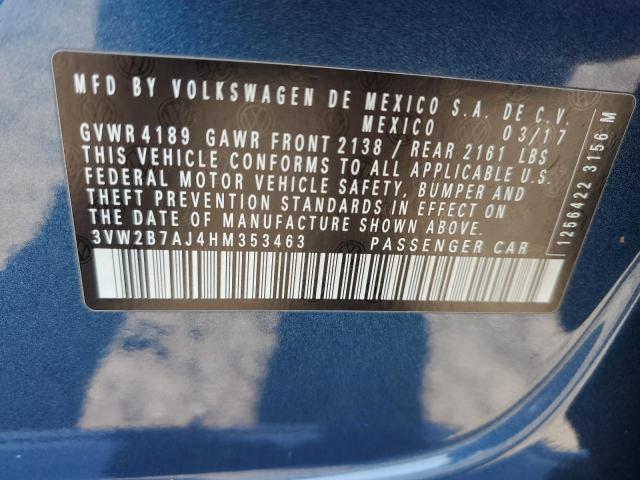 MFD BY VOLKSWAGEN DE MEXICO S.A. DE C.V.
MEXICO 03/17
GVWR 4189 GAWR FRONT 2138 / REAR 2161 LBS
THIS VEHICLE CONFORMS TO ALL APPLICABLE U.S.
FEDERAL MOTOR VEHICLE SAFETY, BUMPER AND
THEFT PREVENTION STANDARDS IN EFFECT ON
THE DATE OF MANUFACTURE SHOWN ABOVE.
3VW2B7AJ4HM353463 PASSENGER CAR
1256422 3156 M